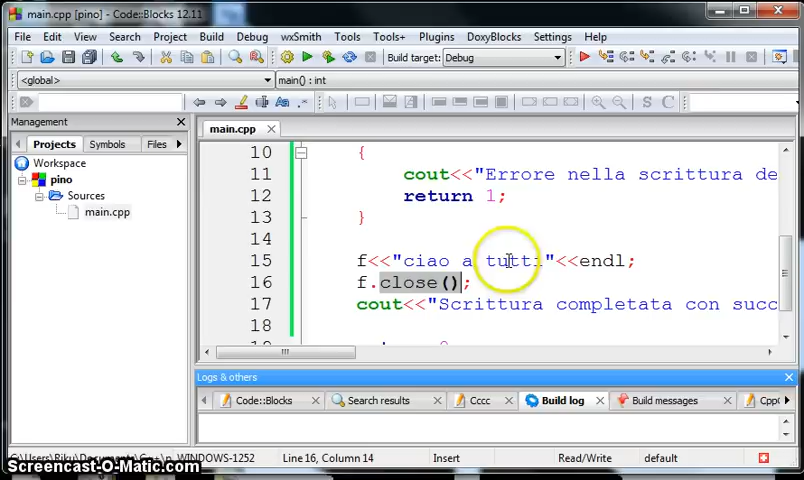 main.cpp [pino] - Code::Blocks 12.11
File Edit View Search Project Build Debug wxSmith Tools Tools+ Plugins DoxyBlocks Settings Help
Build target: Debug
<global> main() : int
S C
Management
Projects Symbols Files
Workspace
pino
Sources
main.cpp
main.cpp
10 {
11 cout<<"Errore nella scrittura de
12 return 1;
13 }
14
15 f<<"ciao a tutti"<<endl;
16 f.close();
17 cout<<"Scrittura completata con succ
18
Logs & others
Code::Blocks Search results Cccc Build log Build messages CppC
WINDOWS-1252 Line 16, Column 14 Insert Read/Write default
Screencast-O-Matic.com